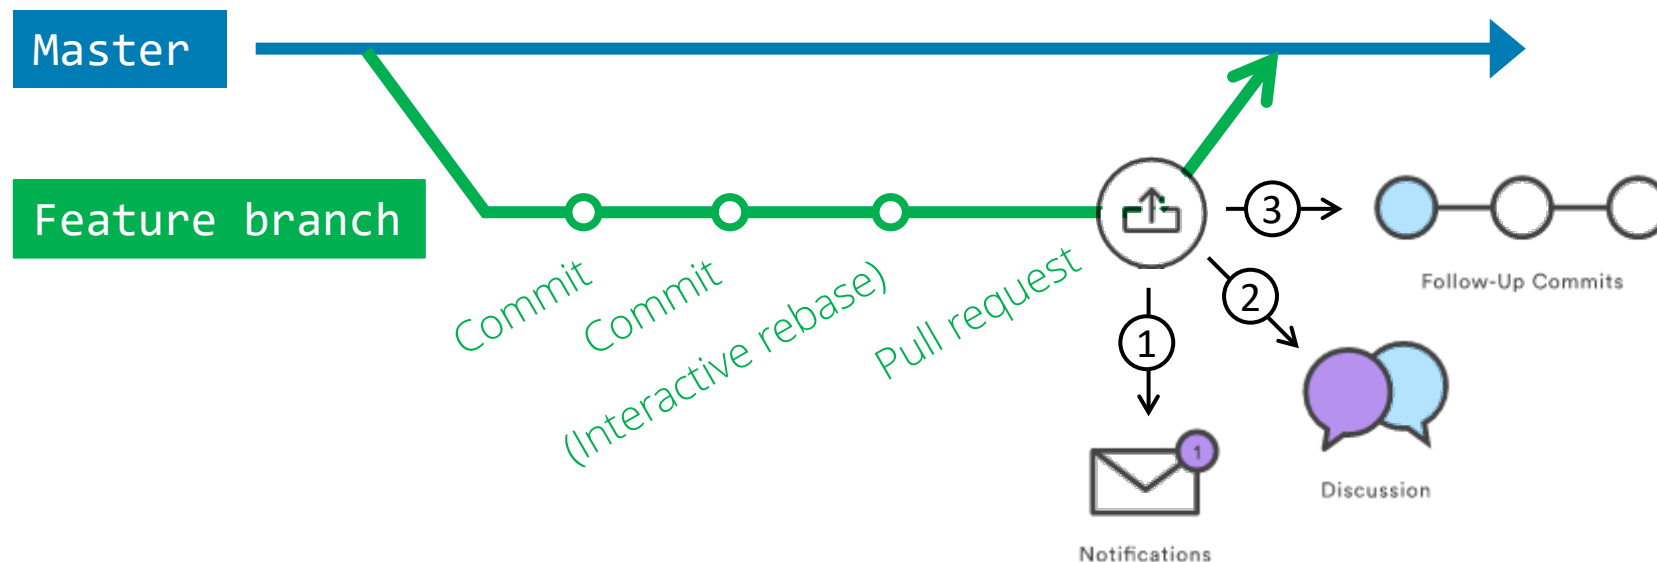 Master
Feature branch
Commit
Commit
(Interactive rebase)
Pull request
3
Follow-Up Commits
2
1
Discussion
1
Notifications